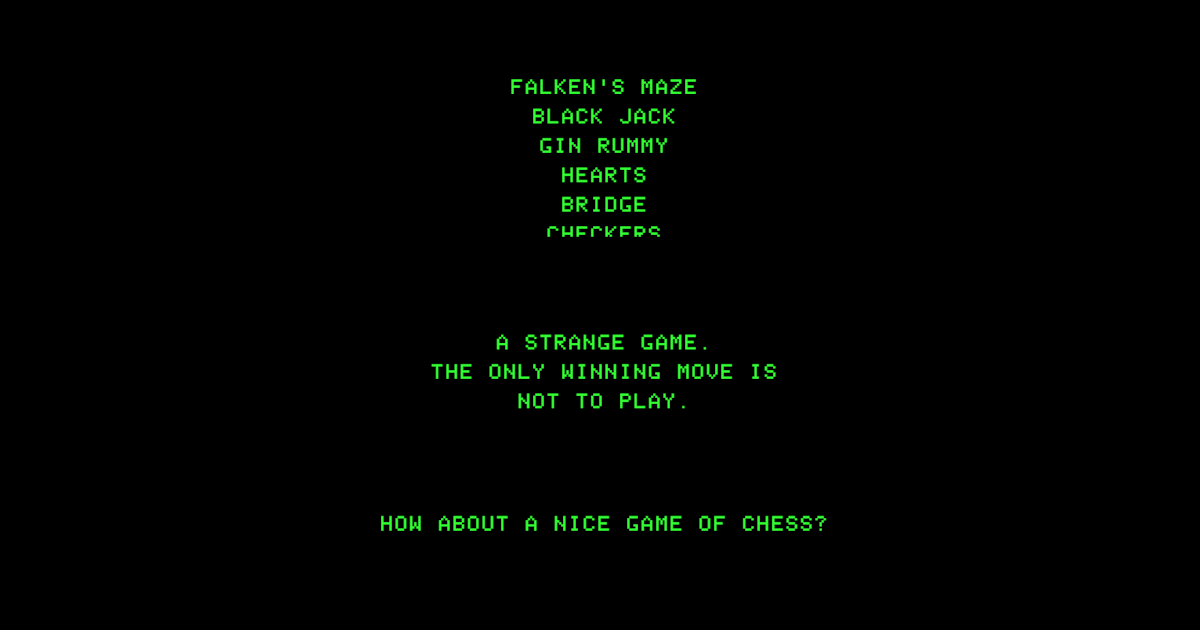 FALKEN'S MAZE
BLACK JACK
GIN RUMMY
HEARTS
BRIDGE
CHECKERS
A STRANGE GAME.
THE ONLY WINNING MOVE IS
NOT TO PLAY.
HOW ABOUT A NICE GAME OF CHESS?